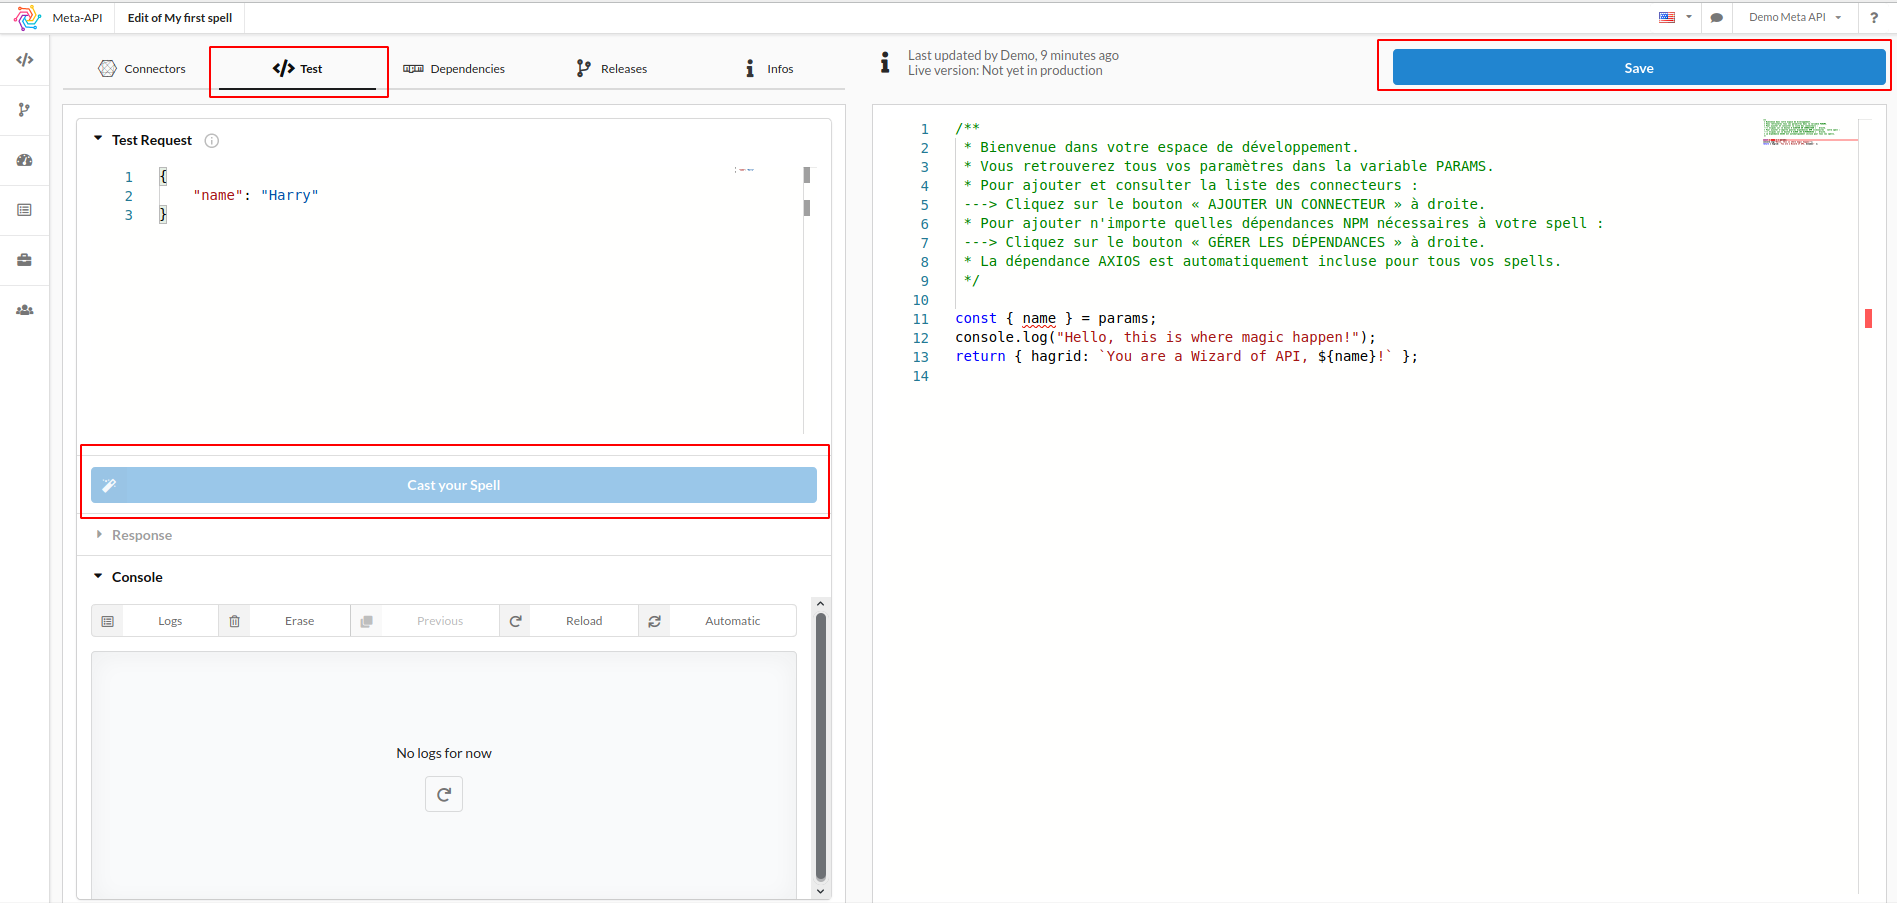 Meta-API
Edit of My first spell
Demo Meta API
?
Connectors
Test
Dependencies
Releases
Infos
Last updated by Demo, 9 minutes ago
Live version: Not yet in production
Save
Test Request
1 {
2 "name": "Harry"
3 }
Cast your Spell
Response
Console
Logs
Erase
Previous
Reload
Automatic
No logs for now
1 /**
2 * Bienvenue dans votre espace de développement.
3 * Vous retrouverez tous vos paramètres dans la variable PARAMS.
4 * Pour ajouter et consulter la liste des connecteurs :
5 ---> Cliquez sur le bouton « AJOUTER UN CONNECTEUR » à droite.
6 * Pour ajouter n'importe quelles dépendances NPM nécessaires à votre spell :
7 ---> Cliquez sur le bouton « GÉRER LES DÉPENDANCES » à droite.
8 * La dépendance AXIOS est automatiquement incluse pour tous vos spells.
9 */
10
11 const { name } = params;
12 console.log("Hello, this is where magic happen!");
13 return { hagrid: `You are a Wizard of API, ${name}!` };
14